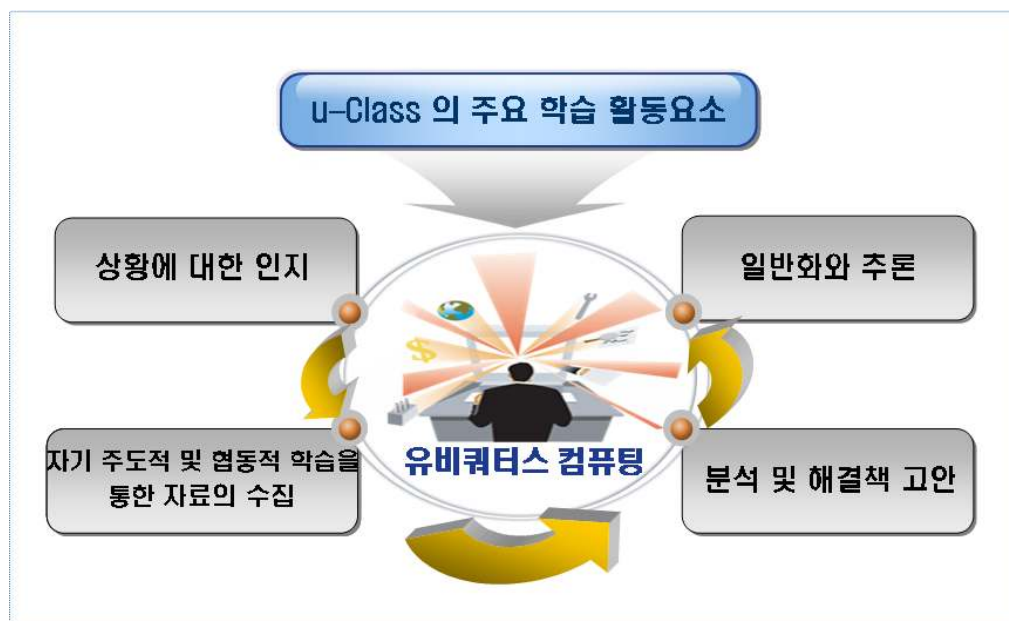 u-Class 의 주요 학습 활동요소
상황에 대한 인지
일반화와 추론
자기 주도적 및 협동적 학습을
통한 자료의 수집
유비쿼터스 컴퓨팅
분석 및 해결책 고안